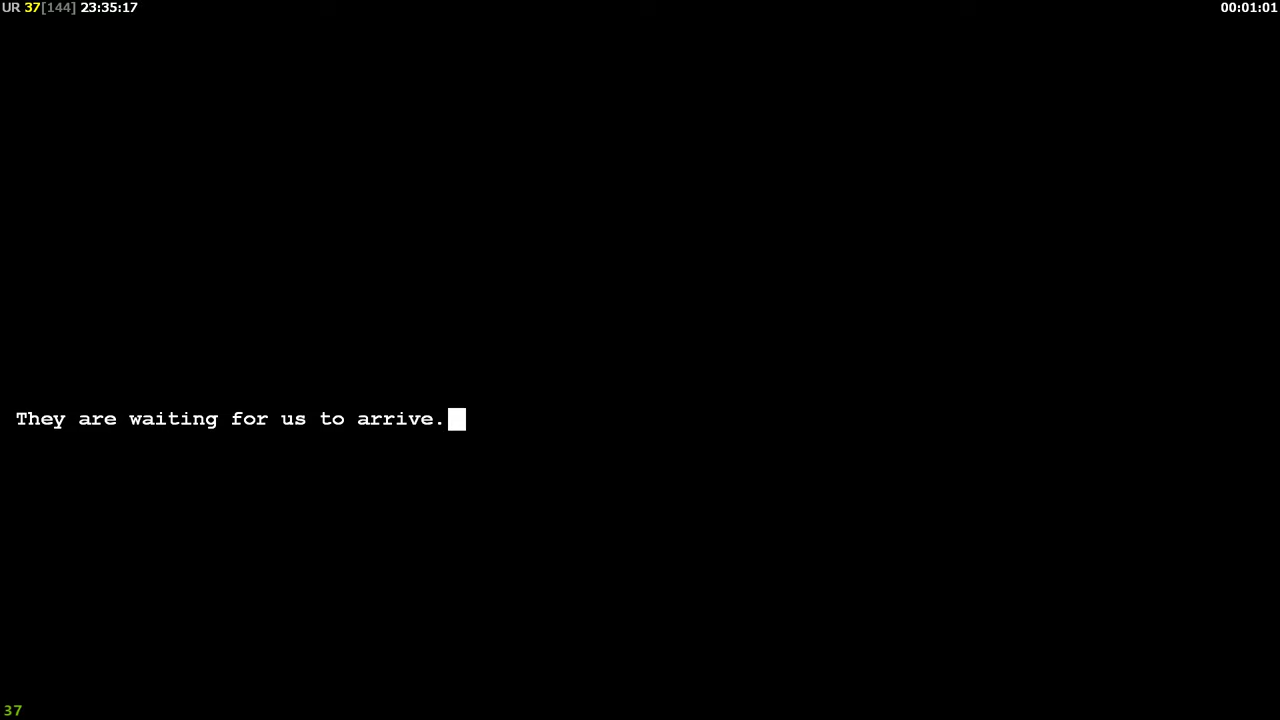 UR 37[144] 23:35:17
00:01:01
They are waiting for us to arrive.
37